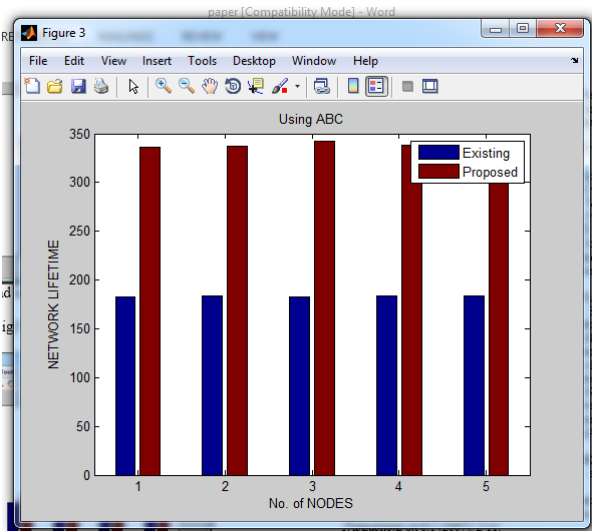 paper [Compatibility Mode] - Word
RE
Figure 3
File Edit View Insert Tools Desktop Window Help
Using ABC
350
300
250
200
150
100
50
0
NETWORK LIFETIME
Existing
Proposed
1 2 3 4 5
No. of NODES